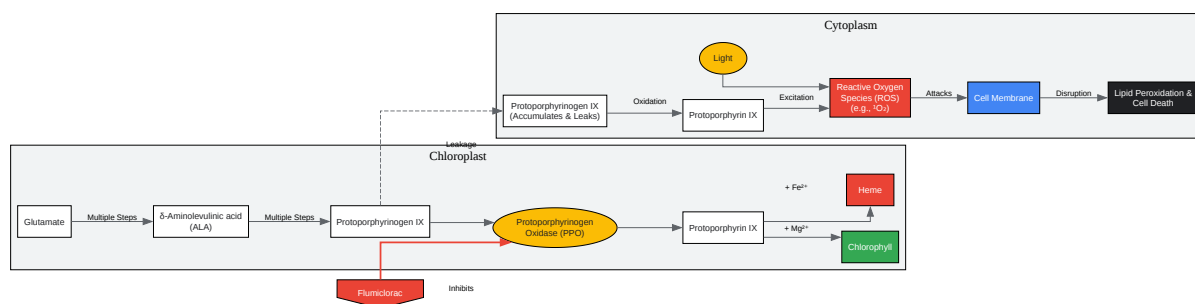 Cytoplasm
Light
Protoporphyrinogen IX
(Accumulates & Leaks)
Oxidation
Protoporphyrin IX
Excitation
Reactive Oxygen
Species (ROS)
(e.g., ¹O₂)
Attacks
Cell Membrane
Disruption
Lipid Peroxidation &
Cell Death
Leakage
Chloroplast
Glutamate
Multiple Steps
δ-Aminolevulinic acid
(ALA)
Multiple Steps
Protoporphyrinogen IX
Protoporphyrinogen
Oxidase (PPO)
Protoporphyrin IX
+ Fe²⁺
Heme
+ Mg²⁺
Chlorophyll
Flumiclorac
Inhibits